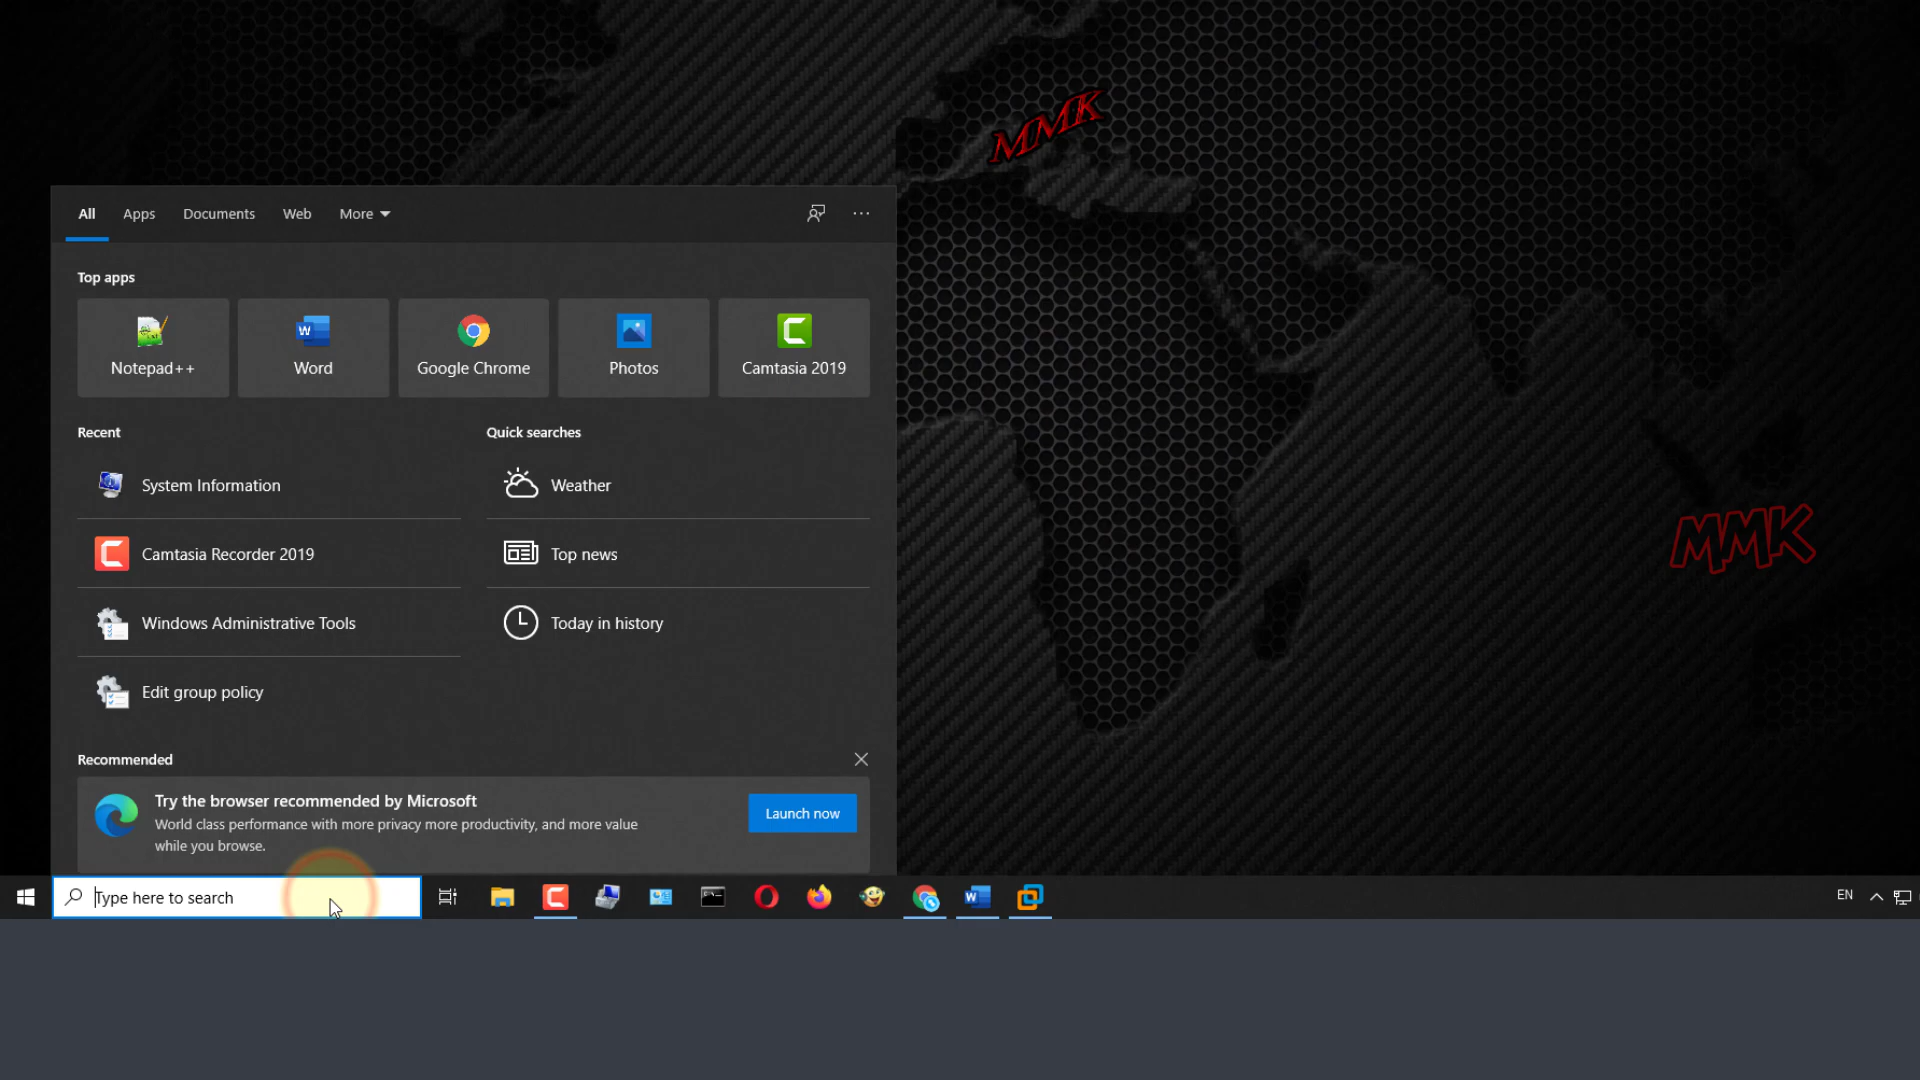 MMK
All Apps Documents Web More
Top apps
Notepad++ Word Google Chrome Photos Camtasia 2019
Recent Quick searches
System Information Weather
Camtasia Recorder 2019 Top news
Windows Administrative Tools Today in history
Edit group policy
MMK
Recommended
Try the browser recommended by Microsoft
World class performance with more privacy more productivity, and more value
while you browse.
Launch now
Type here to search
EN